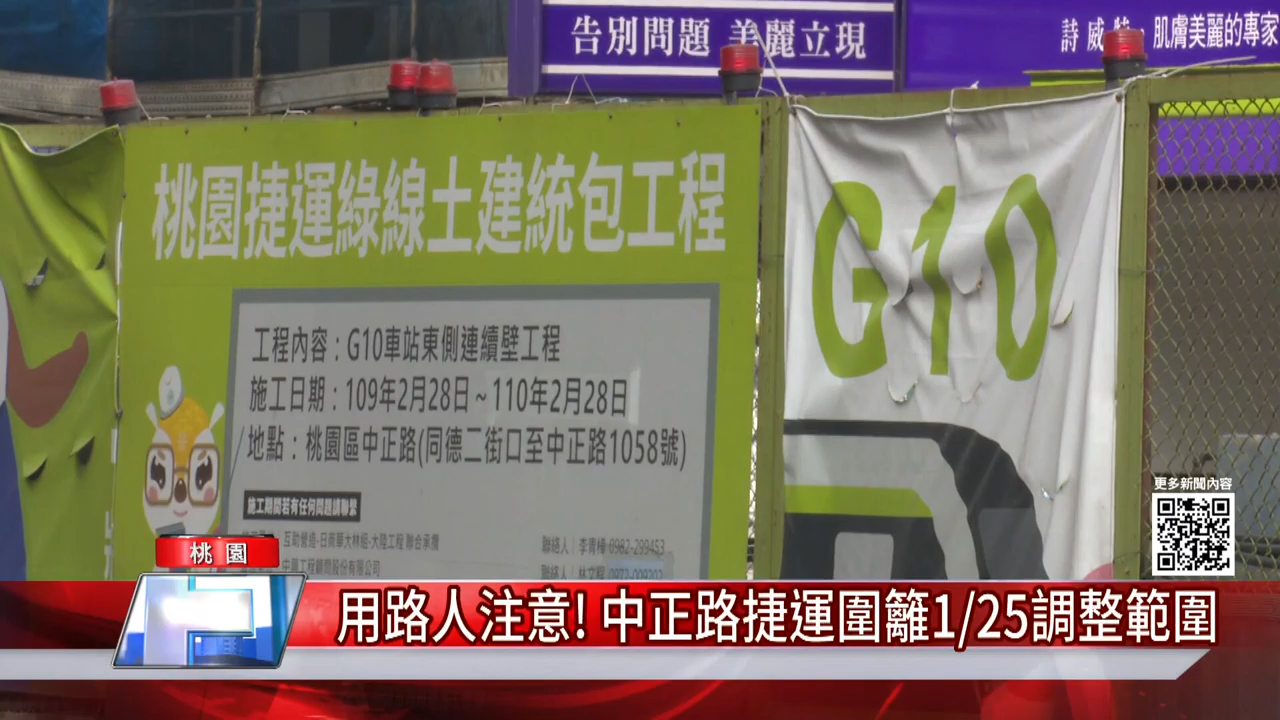 告別問題 美麗立現
詩威特 肌膚美麗的專家
桃園捷運綠線土建統包工程
G10
工程內容：G10車站東側連續壁工程
施工日期：109年2月28日~110年2月28日
地點：桃園區中正路(同德二街口至中正路1058號)
施工期間若有任何問題請聯繫
聯絡人
聯絡人
更多新聞內容
桃園
用路人注意! 中正路捷運圍籬1/25調整範圍